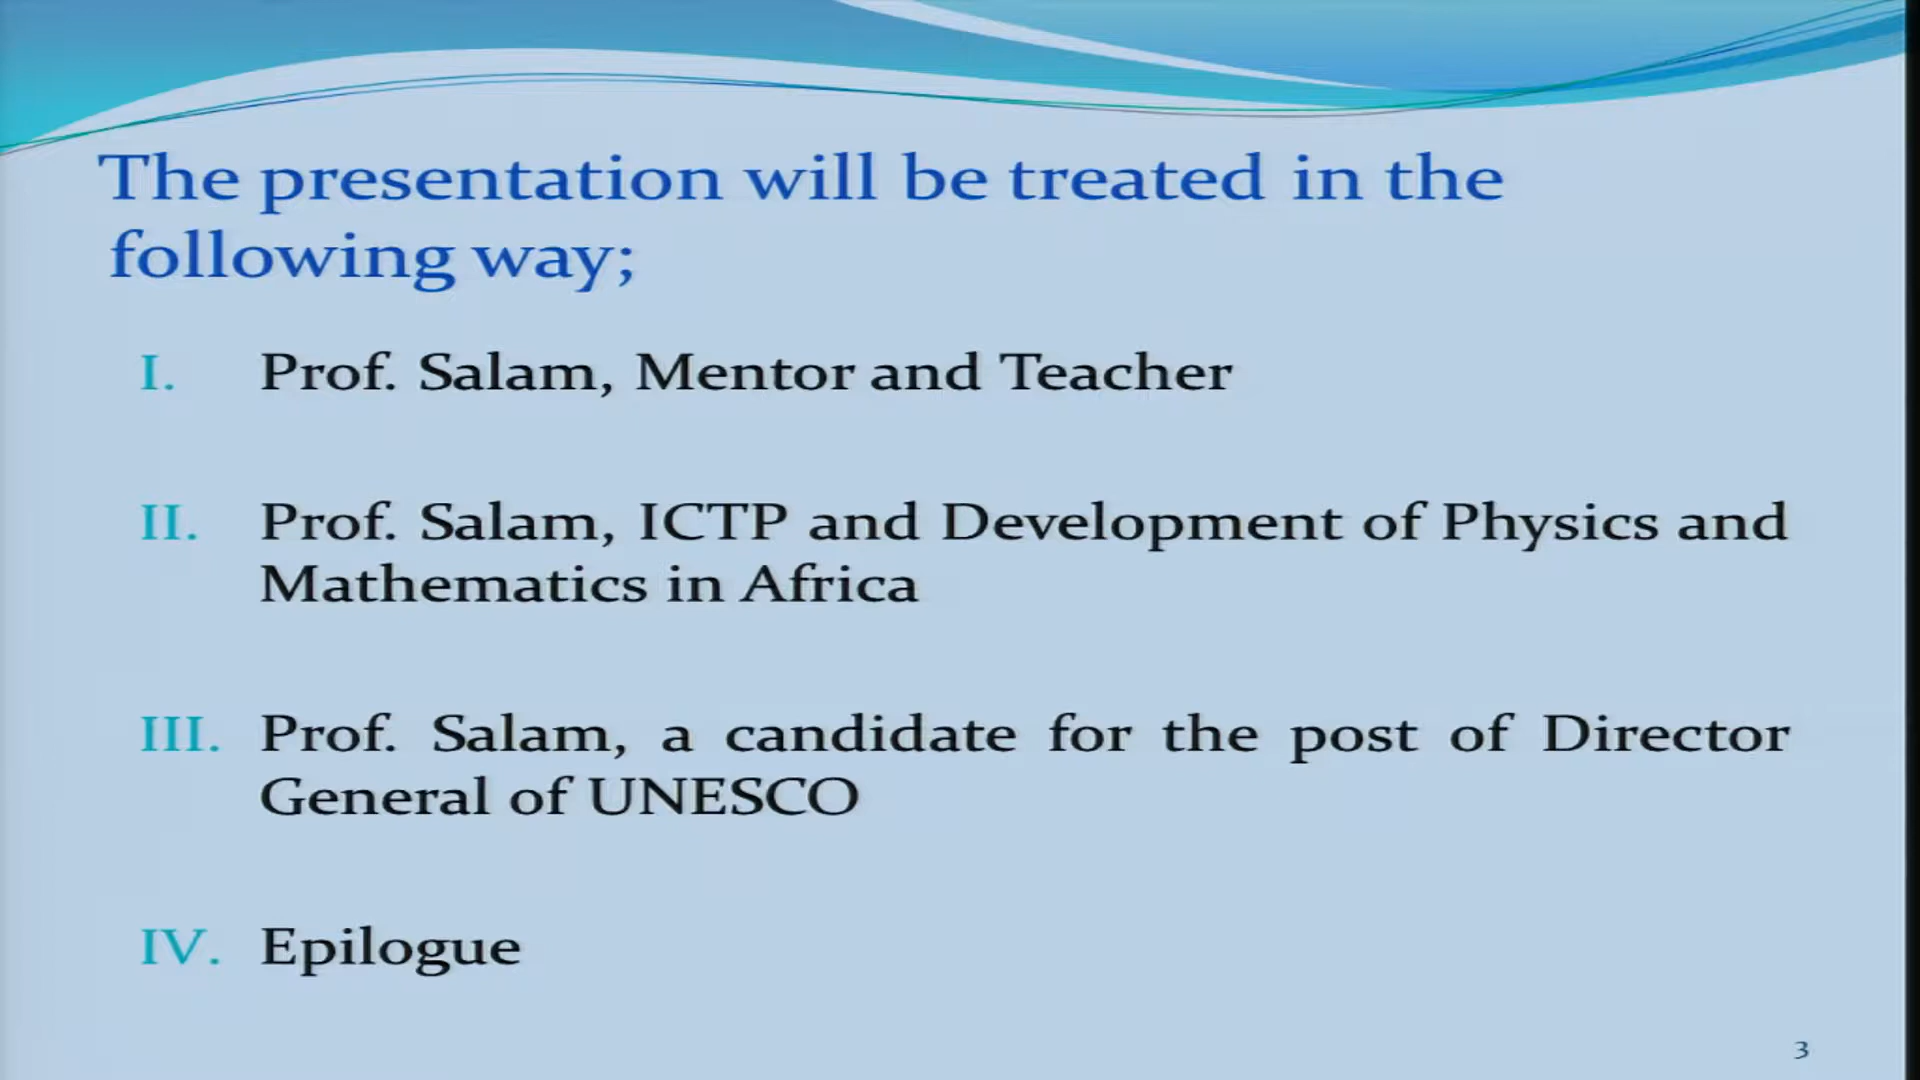 The presentation will be treated in the
following way;
I. Prof. Salam, Mentor and Teacher
II. Prof. Salam, ICTP and Development of Physics and
Mathematics in Africa
III. Prof. Salam, a candidate for the post of Director
General of UNESCO
IV. Epilogue
3